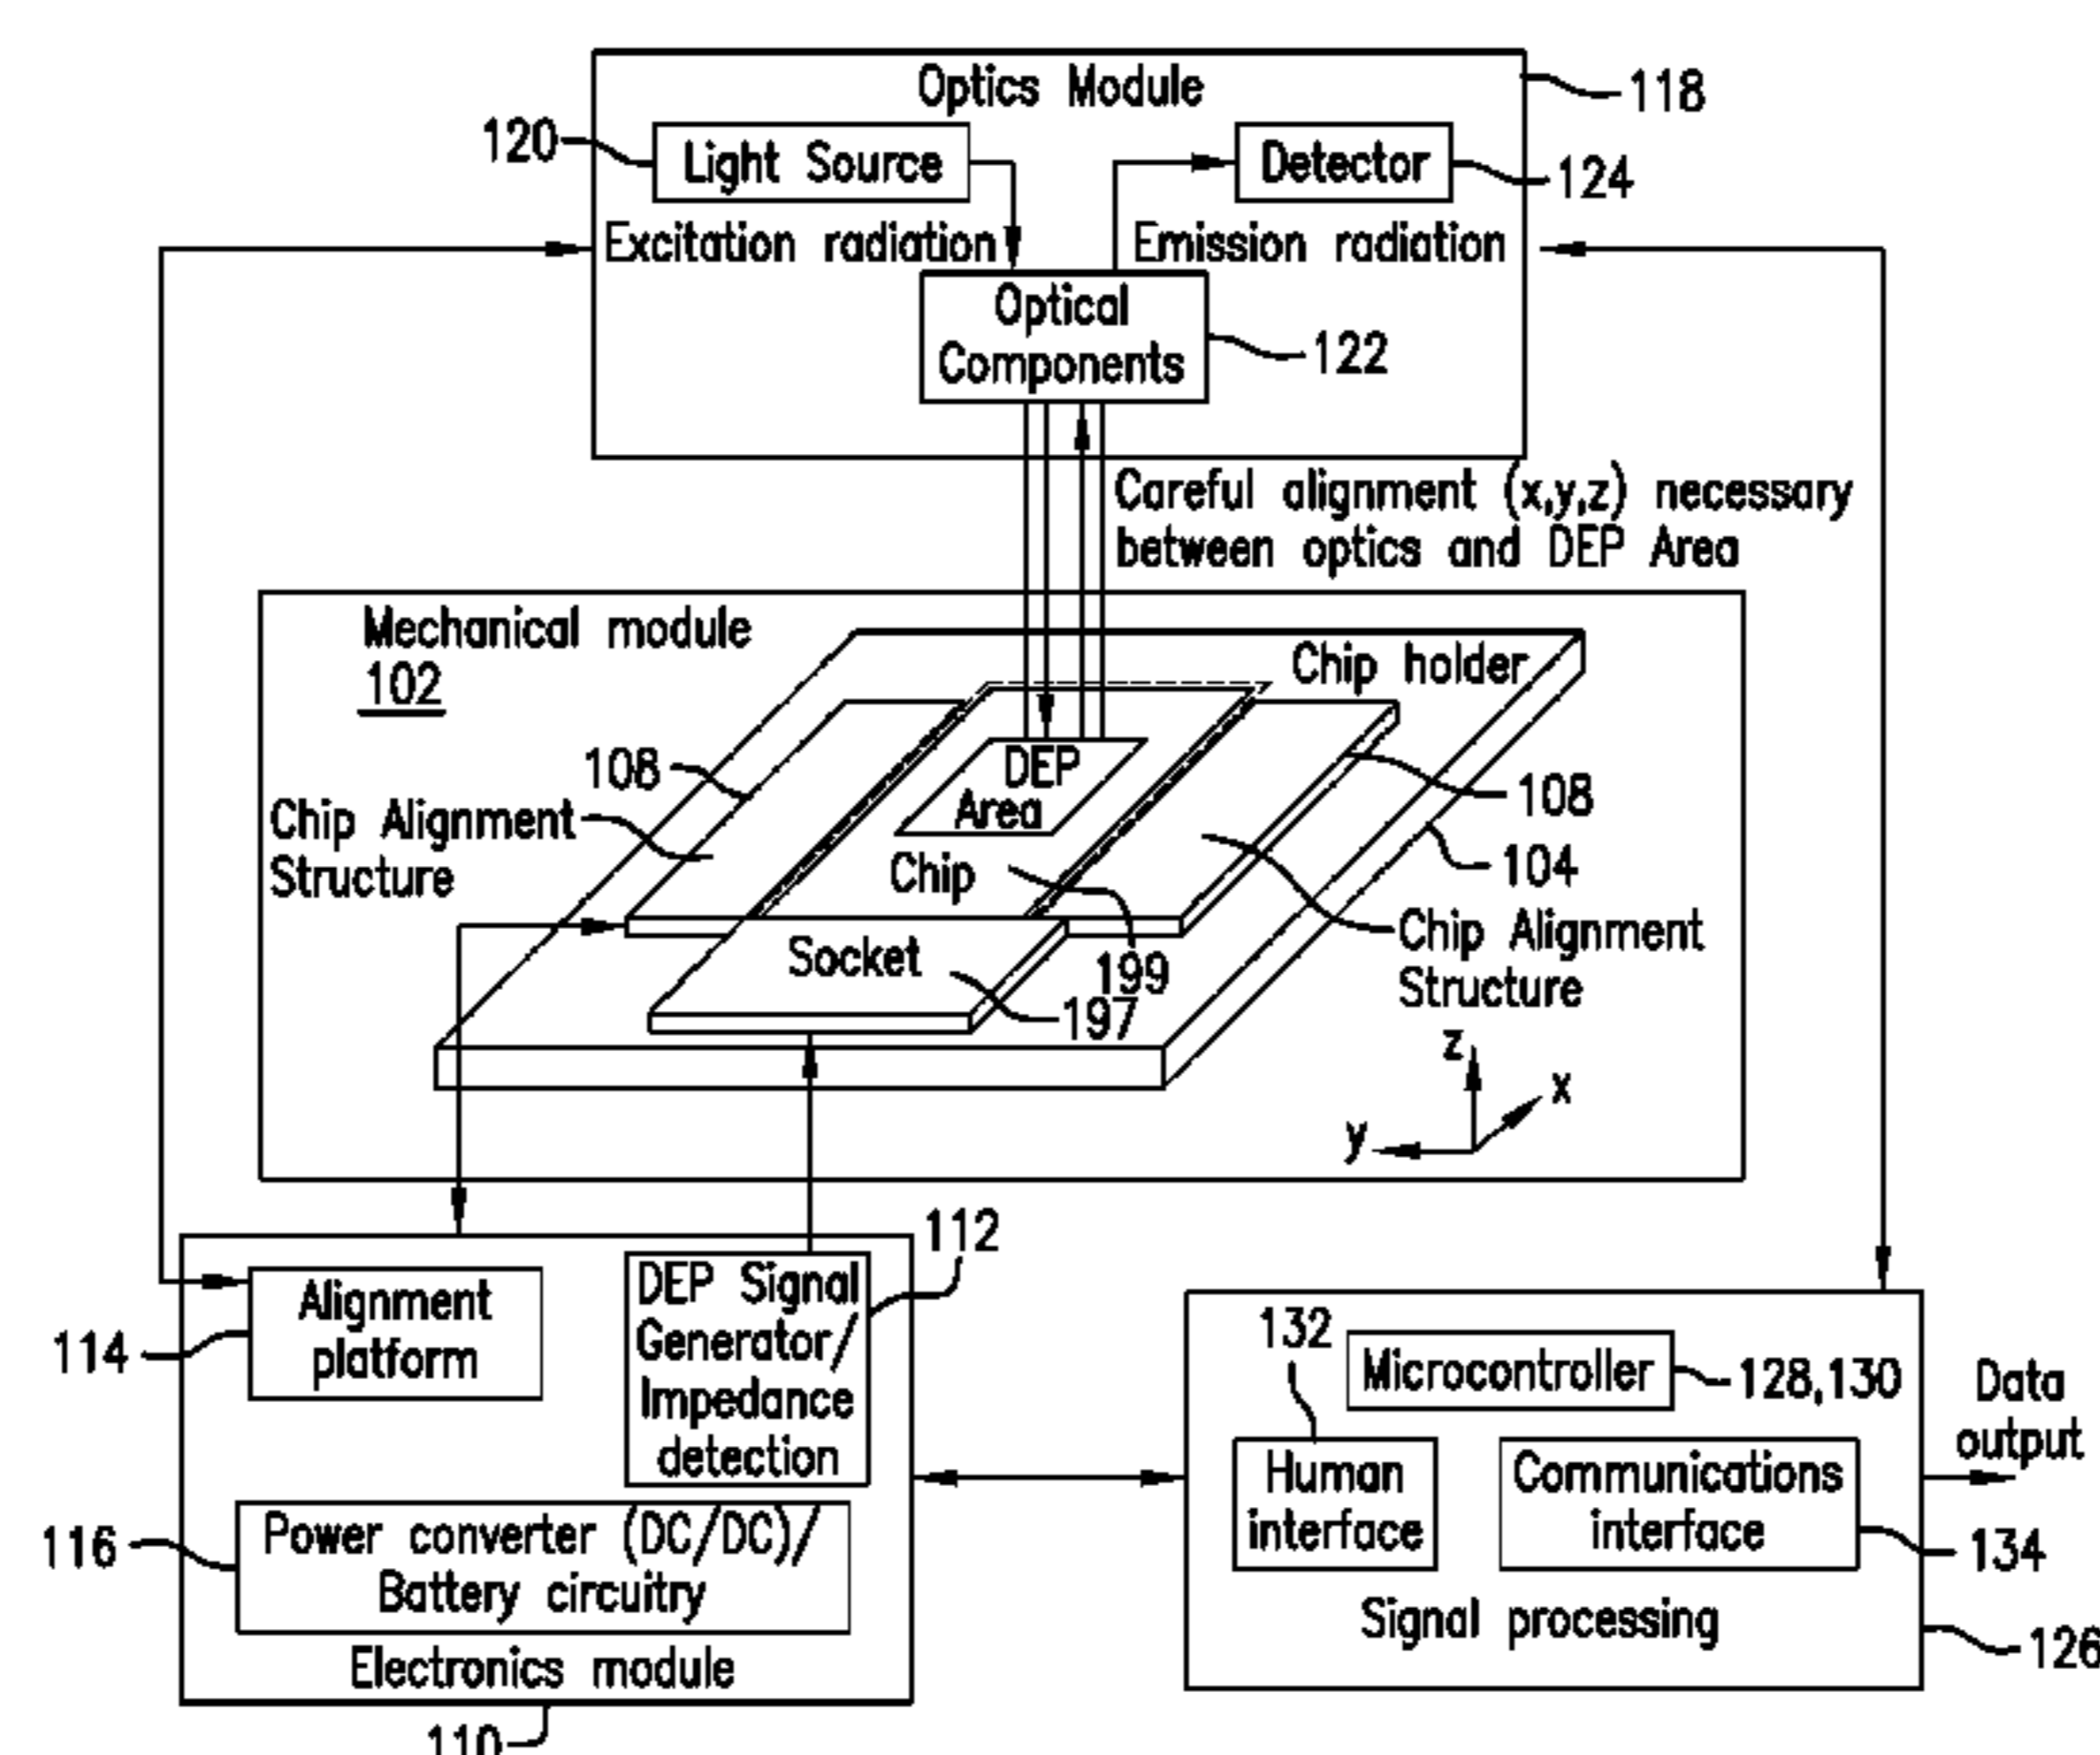 Optics Module
118
120
Light Source
Detector
124
Excitation radiation
Emission radiation
Optical
Components
122
Careful alignment (x,y,z) necessary
between optics and DEP Area
Mechanical module
102
Chip holder
108
DEP
Area
108
Chip Alignment
Structure
Chip
104
Chip Alignment
Structure
Socket
199
197
z
x
y
112
Alignment
platform
114
DEP Signal
Generator/
Impedance
detection
132
Microcontroller
128,130
Data
output
Human
interface
Communications
interface
134
116
Power converter (DC/DC)/
Battery circuitry
Signal processing
126
Electronics module
110